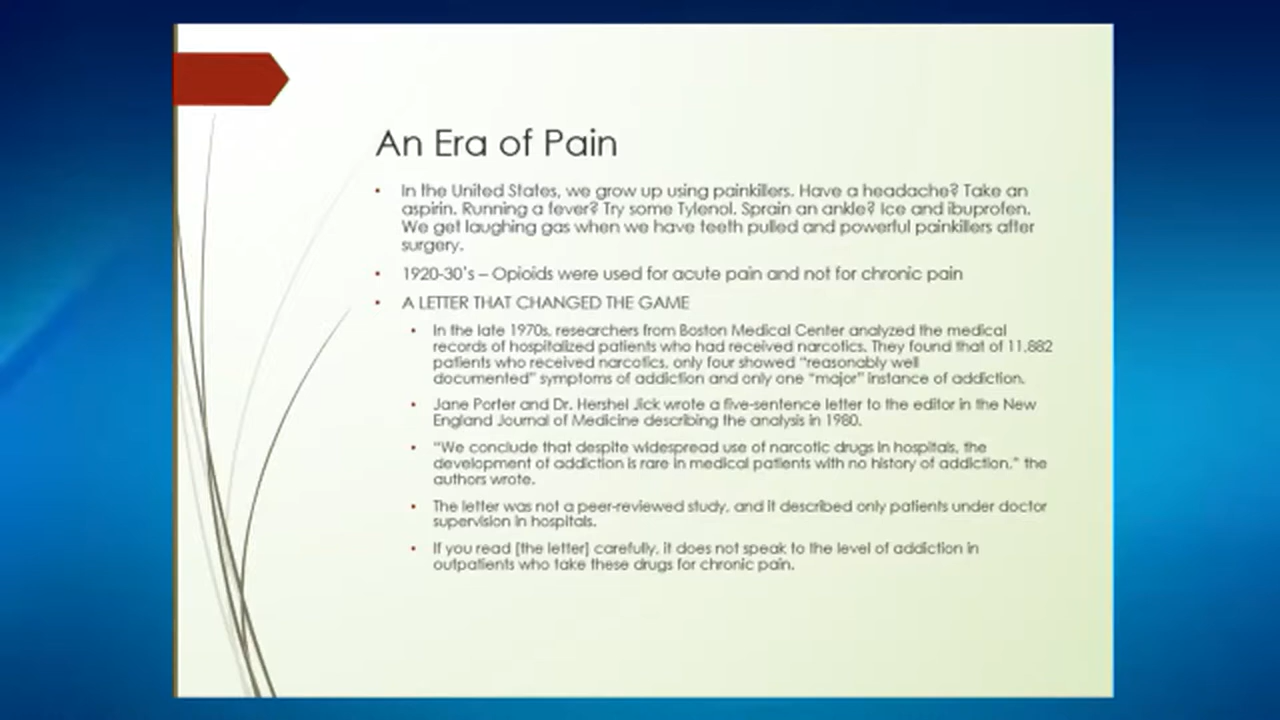 An Era of Pain
In the United States, we grow up using painkillers. Have a headache? Take an
aspirin. Running a fever? Try some Tylenol. Sprain an ankle? Ice and ibuprofen.
We get laughing gas when we have teeth pulled and powerful painkillers after
surgery.
1920-30's – Opioids were used for acute pain and not for chronic pain
A LETTER THAT CHANGED THE GAME
In the late 1970s, researchers from Boston Medical Center analyzed the medical
records of hospitalized patients who had received narcotics. They found that of 11,882
patients who received narcotics, only four showed "reasonably well
documented" symptoms of addiction and only one "major" instance of addiction.
Jane Porter and Dr. Hershel Jick wrote a five-sentence letter to the editor in the New
England Journal of Medicine describing the analysis in 1980.
"We conclude that despite widespread use of narcotic drugs in hospitals, the
development of addiction is rare in medical patients with no history of addiction," the
authors wrote.
The letter was not a peer-reviewed study, and it described only patients under doctor
supervision in hospitals.
If you read [the letter] carefully, it does not speak to the level of addiction in
outpatients who take these drugs for chronic pain.